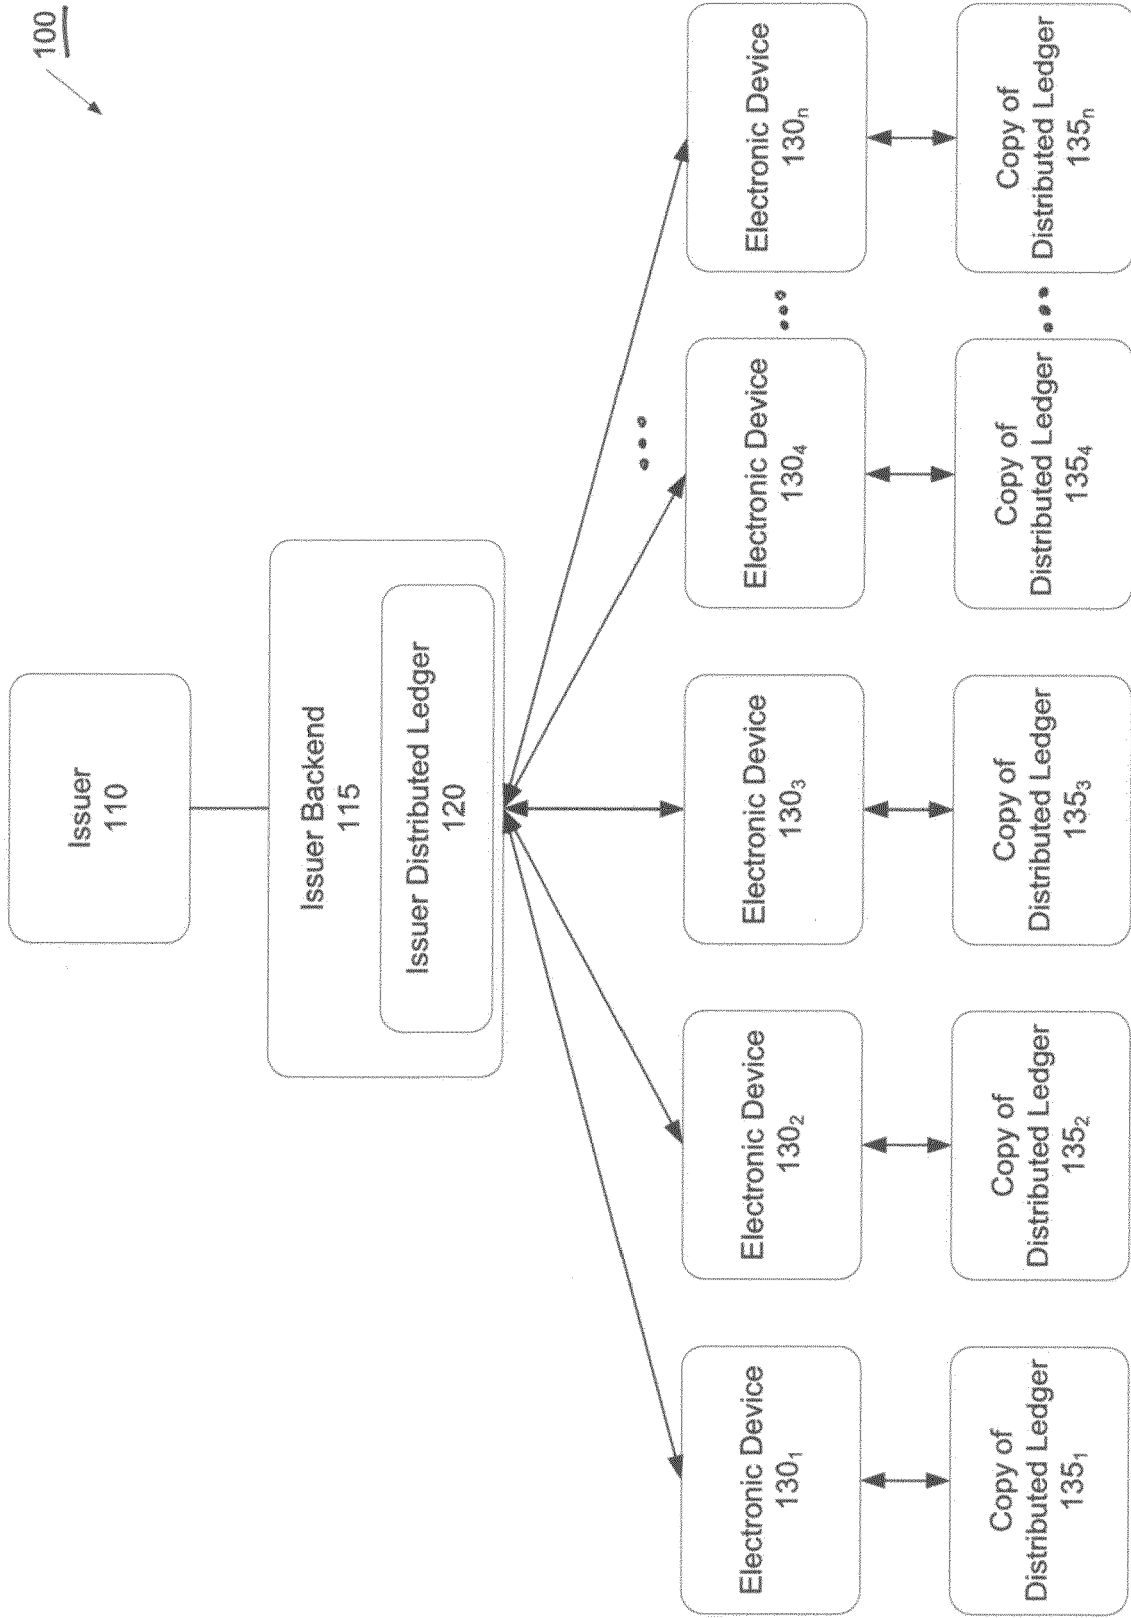 100
Issuer
110
Issuer Backend
115
Issuer Distributed Ledger
120
Electronic Device
130₁
Electronic Device
130₂
Electronic Device
130₃
Electronic Device
130₄
Electronic Device
130ₙ
Copy of
Distributed Ledger
135₁
Copy of
Distributed Ledger
135₂
Copy of
Distributed Ledger
135₃
Copy of
Distributed Ledger
135₄
Copy of
Distributed Ledger
135ₙ